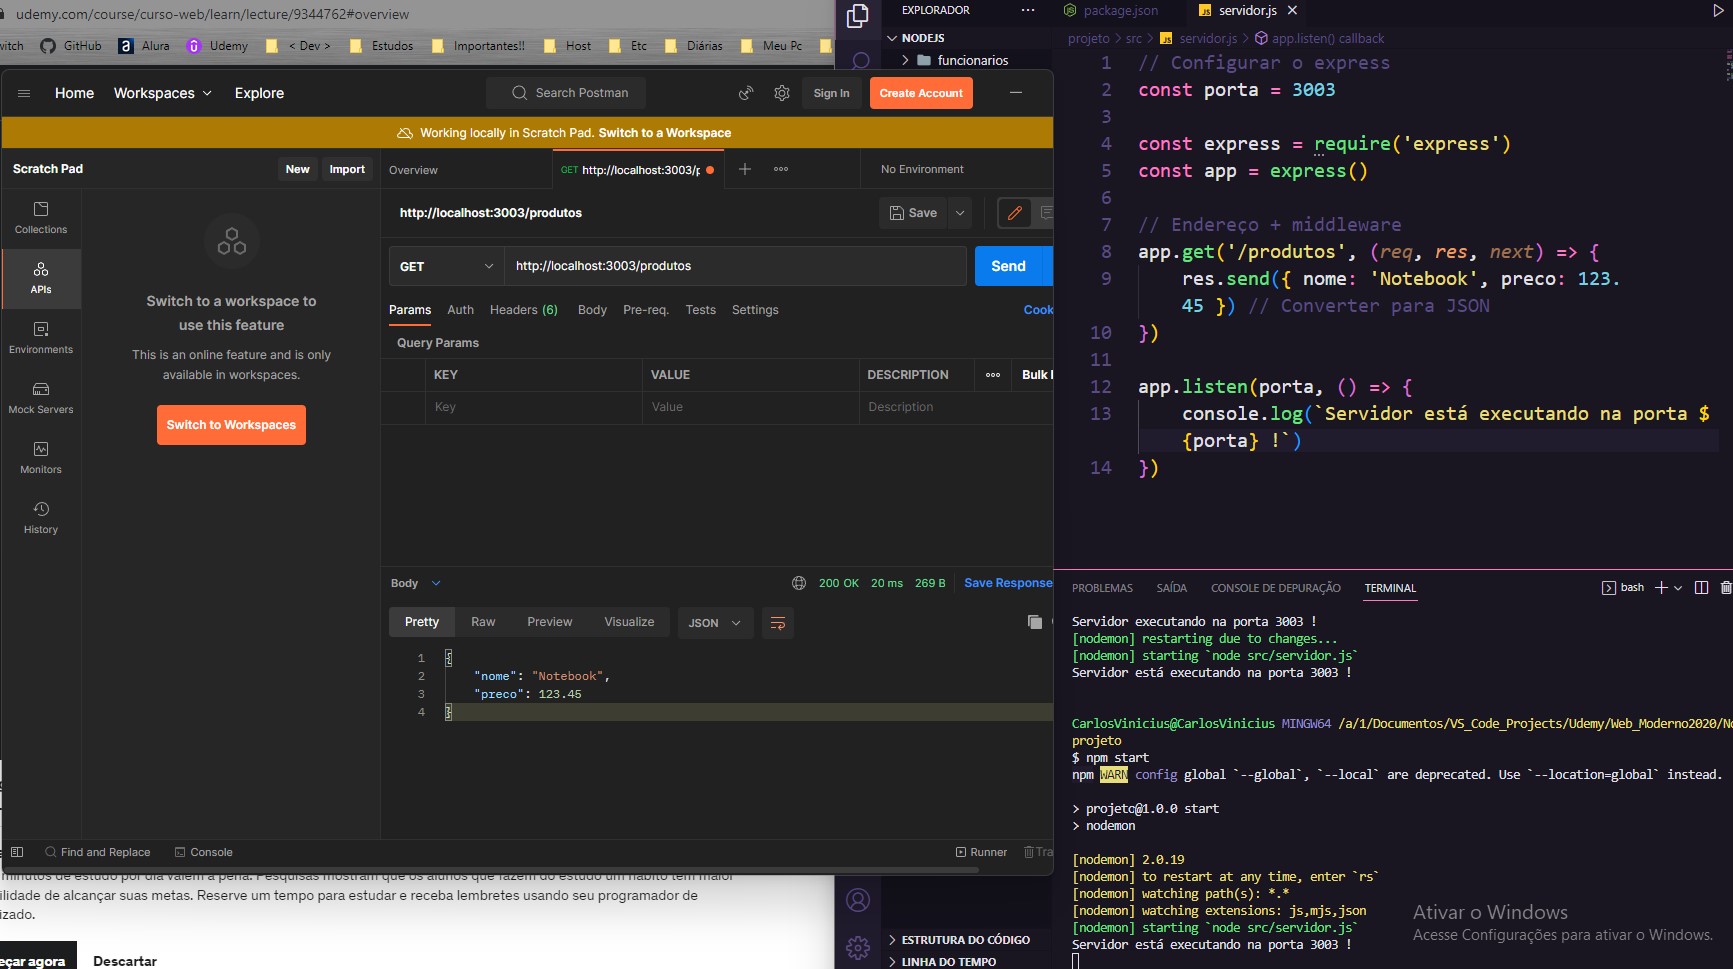 udemy.com/course/curso-web/learn/lecture/9344762#overview
witch GitHub Alura Udemy < Dev > Estudos Importantes!! Host Etc Diárias Meu Pc
Home Workspaces Explore Search Postman Sign In Create Account
Working locally in Scratch Pad. Switch to a Workspace
Scratch Pad New Import Overview GET http://localhost:3003/p No Environment
Collections
APIs
Environments
Mock Servers
Monitors
History
Switch to a workspace to
use this feature
This is an online feature and is only
available in workspaces.
Switch to Workspaces
http://localhost:3003/produtos Save
GET http://localhost:3003/produtos Send
Params Auth Headers (6) Body Pre-req. Tests Settings Cook
Query Params
KEY VALUE DESCRIPTION Bulk
Key Value Description
Body 200 OK 20 ms 269 B Save Response
Pretty Raw Preview Visualize JSON
1 {
2 "nome": "Notebook",
3 "preco": 123.45
4 }
Find and Replace Console Runner Tra
minutos de estudo por dia valem a pena. Pesquisas mostram que os alunos que fazem do estudo um hábito têm maior
ilidade de alcançar suas metas. Reserve um tempo para estudar e receba lembretes usando seu programador de
izado.
eçar agora Descartar
EXPLORADOR
NODEJS
funcionarios
ESTRUTURA DO CÓDIGO
LINHA DO TEMPO
package.json JS servidor.js
projeto > src > JS servidor.js > app.listen() callback
1 // Configurar o express
2 const porta = 3003
3
4 const express = require('express')
5 const app = express()
6
7 // Endereço + middleware
8 app.get('/produtos', (req, res, next) => {
9 res.send({ nome: 'Notebook', preco: 123.
45 }) // Converter para JSON
10 })
11
12 app.listen(porta, () => {
13 console.log(`Servidor está executando na porta $
{porta} !`)
14 })
PROBLEMAS SAÍDA CONSOLE DE DEPURAÇÃO TERMINAL bash
Servidor executando na porta 3003 !
[nodemon] restarting due to changes...
[nodemon] starting `node src/servidor.js`
Servidor está executando na porta 3003 !
CarlosVinicius@CarlosVinicius MINGW64 /a/1/Documentos/VS_Code_Projects/Udemy/Web_Moderno2020/No
projeto
$ npm start
npm WARN config global `--global`, `--local` are deprecated. Use `--location=global` instead.
> projeto@1.0.0 start
> nodemon
[nodemon] 2.0.19
[nodemon] to restart at any time, enter `rs`
[nodemon] watching path(s): *.*
[nodemon] watching extensions: js,mjs,json
[nodemon] starting `node src/servidor.js`
Servidor está executando na porta 3003 !
Ativar o Windows
Acesse Configurações para ativar o Windows.